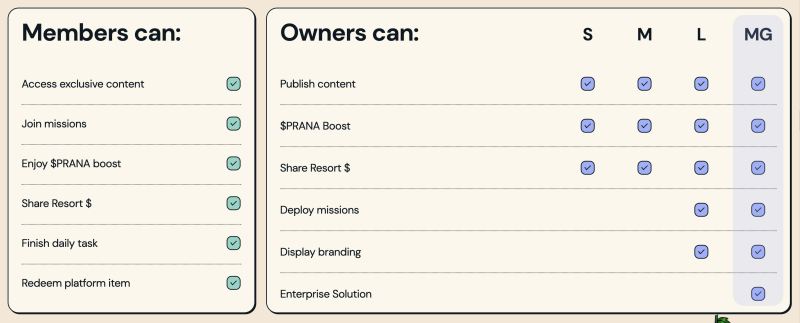 Members can:
Access exclusive content
Join missions
Enjoy $PRANA boost
Share Resort $
Finish daily task
Redeem platform item
Owners can: S M L MG
Publish content
$PRANA Boost
Share Resort $
Deploy missions
Display branding
Enterprise Solution